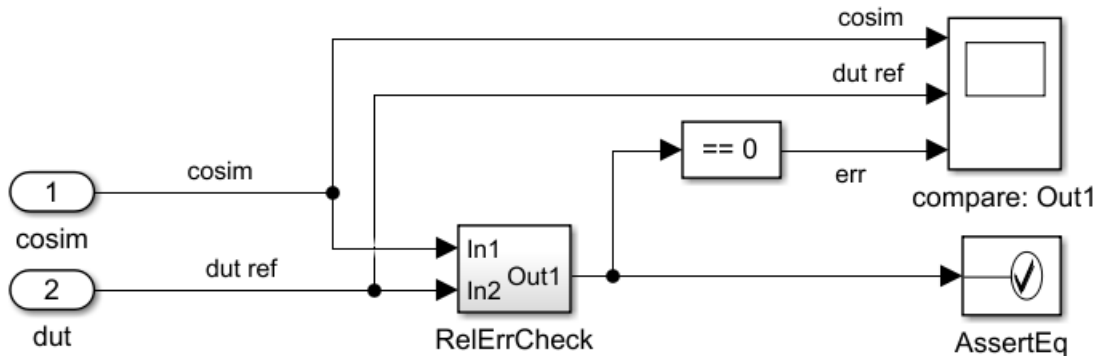 cosim
dut ref
== 0
err
compare: Out1
cosim
1
cosim
dut ref
2
dut
In1
In2
Out1
RelErrCheck
AssertEq